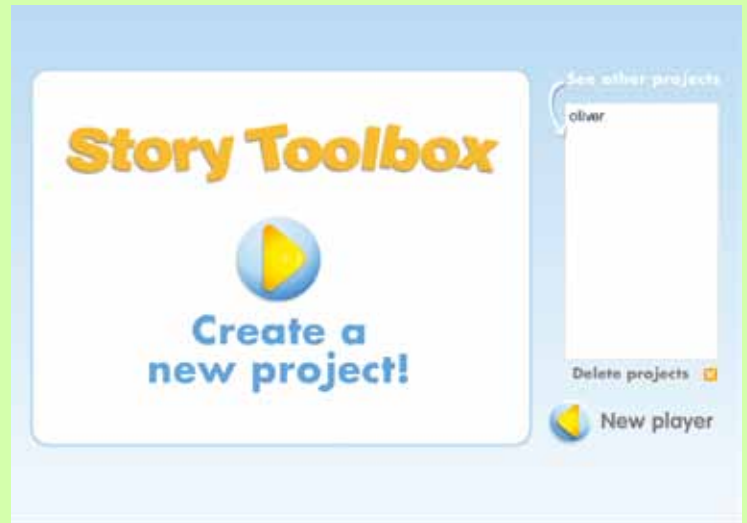 Story Toolbox
Create a
new project!
See other projects
oliver
Delete projects
New player